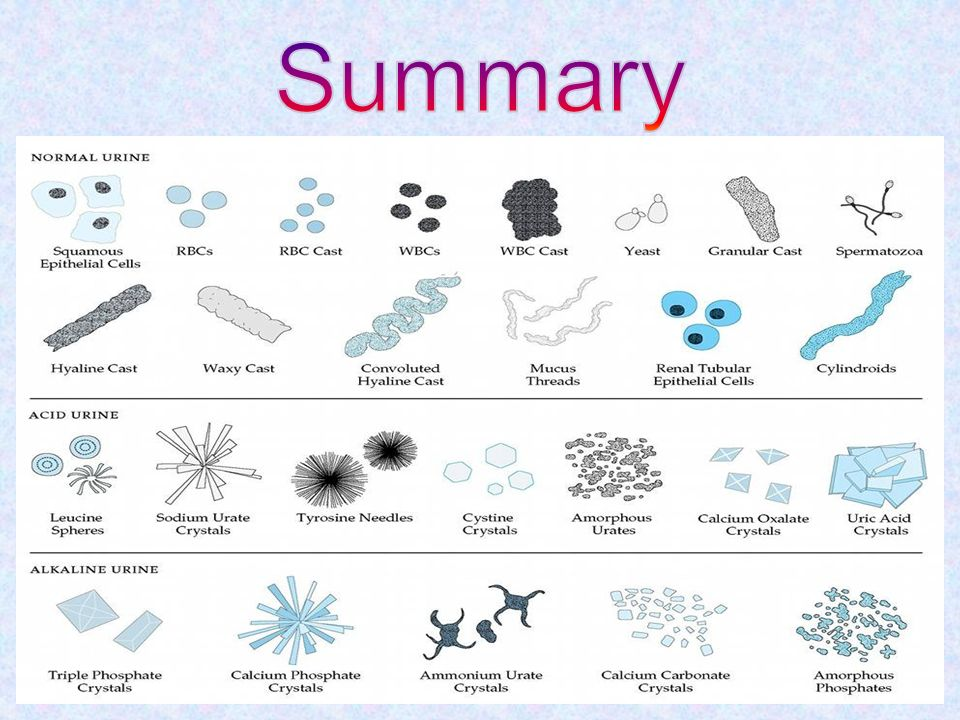 Summary
NORMAL URINE
Squamous
Epithelial Cells
RBCs
RBC Cast
WBCs
WBC Cast
Yeast
Granular Cast
Spermatozoa
Hyaline Cast
Waxy Cast
Convoluted
Hyaline Cast
Mucus
Threads
Renal Tubular
Epithelial Cells
Cylindroids
ACID URINE
Leucine
Spheres
Sodium Urate
Crystals
Tyrosine Needles
Cystine
Crystals
Amorphous
Urates
Calcium Oxalate
Crystals
Uric Acid
Crystals
ALKALINE URINE
Triple Phosphate
Crystals
Calcium Phosphate
Crystals
Ammonium Urate
Crystals
Calcium Carbonate
Crystals
Amorphous
Phosphates